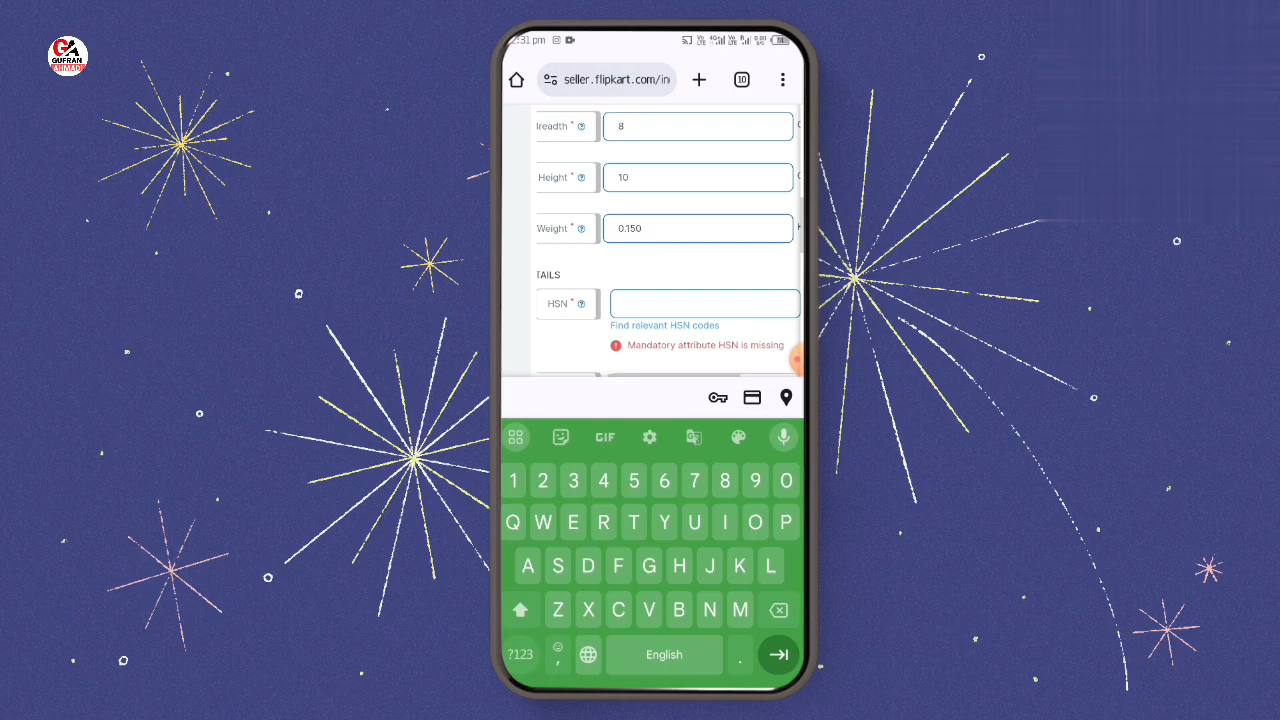 GA
GUFRAN
AHMAD
2:31 pm
seller.flipkart.com/in
10
Breadth * 8
Height * 10
Weight * 0.150
TAILS
HSN *
Find relevant HSN codes
Mandatory attribute HSN is missing
GIF
1 2 3 4 5 6 7 8 9 0
Q W E R T Y U I O P
A S D F G H J K L
Z X C V B N M
?123 , English .